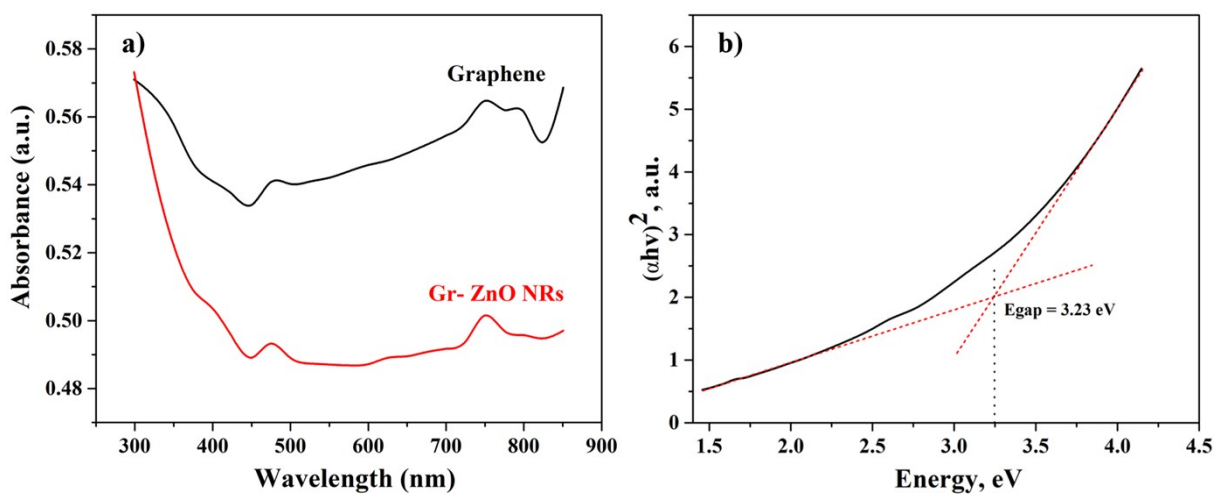 a)
Graphene
Gr- ZnO NRs
0.58
0.56
0.54
0.52
0.50
0.48
Absorbance (a.u.)
300 400 500 600 700 800 900
Wavelength (nm)
b)
6
5
4
3
2
1
0
(αhν)², a.u.
Egap = 3.23 eV
1.5 2.0 2.5 3.0 3.5 4.0 4.5
Energy, eV